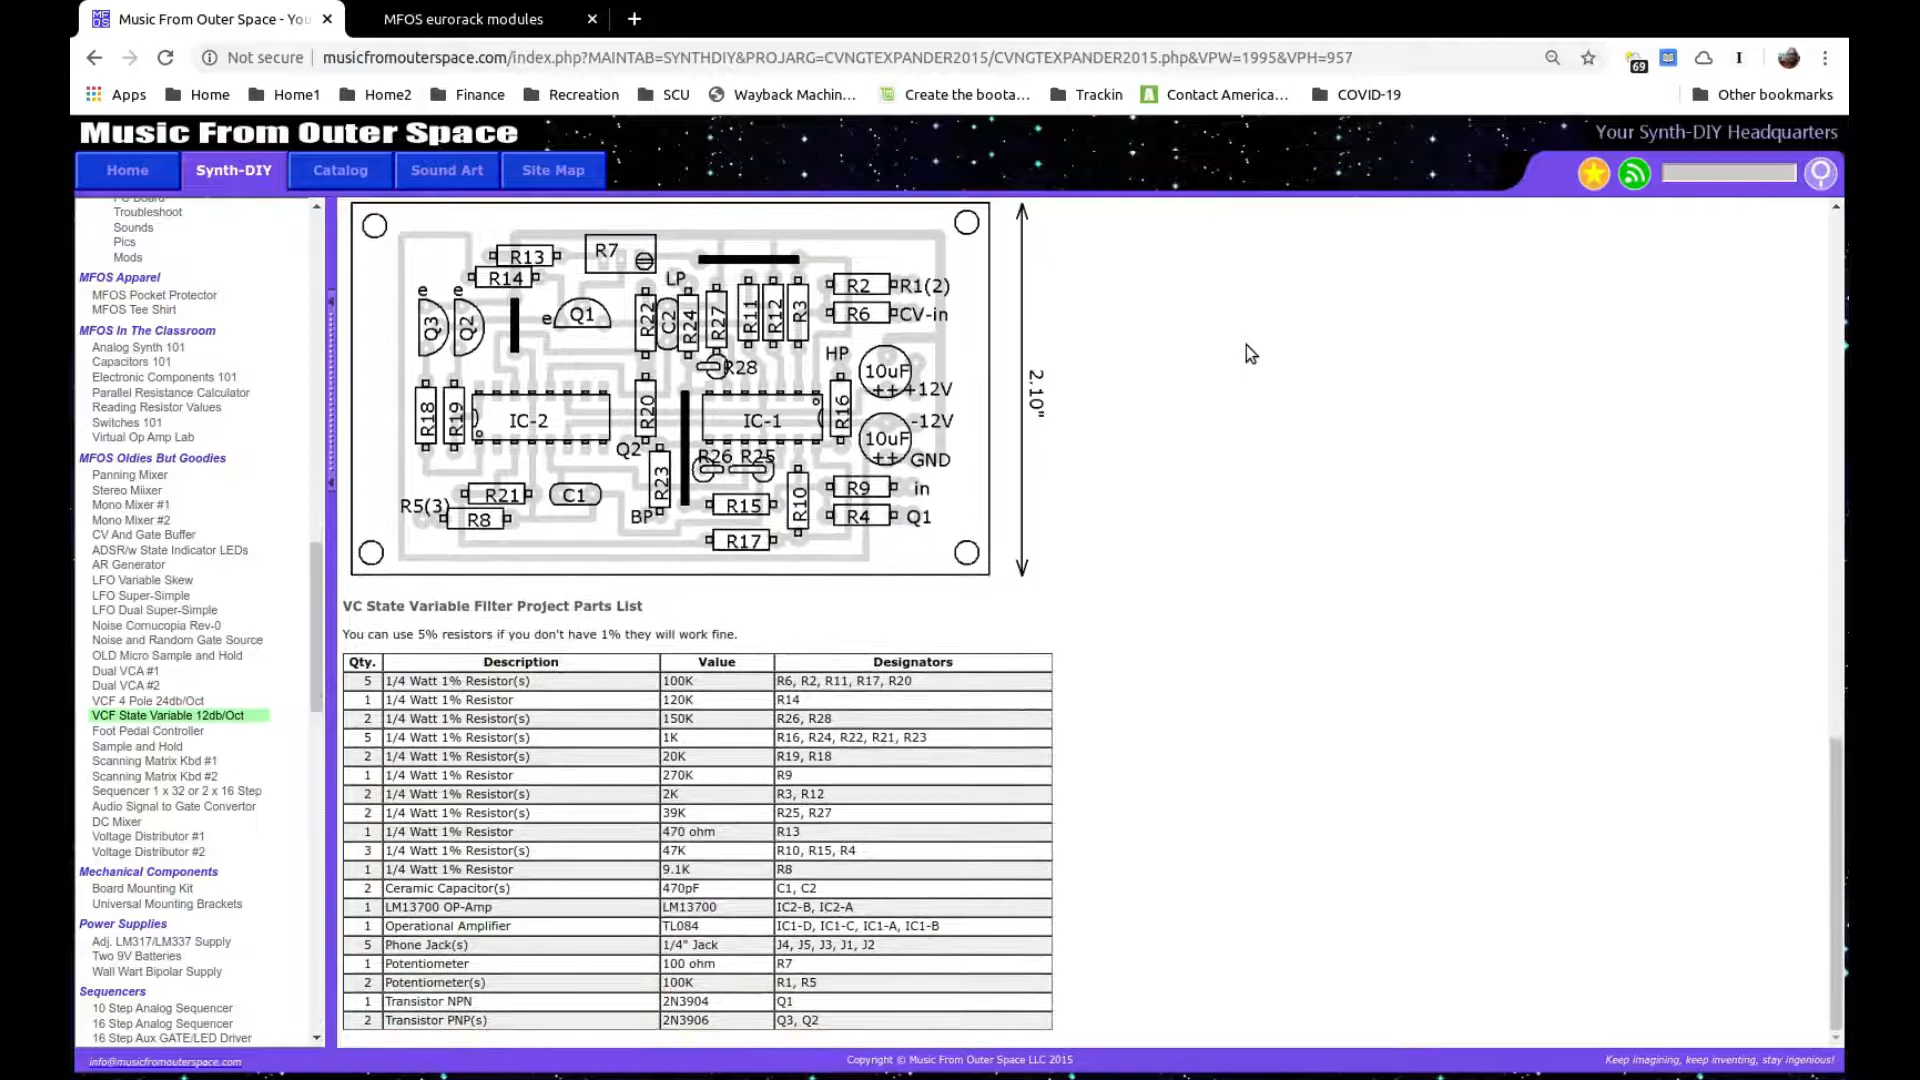 Music From Outer Space - You
MFOS eurorack modules
Not secure
musicfromouterspace.com/index.php?MAINTAB=SYNTHDIY&PROJARG=CVNGTEXPANDER2015/CVNGTEXPANDER2015.php&VPW=1995&VPH=957
69
Apps Home Home1 Home2 Finance Recreation SCU Wayback Machin... Create the boota... Trackin Contact America... COVID-19 Other bookmarks
Music From Outer Space
Your Synth-DIY Headquarters
Home Synth-DIY Catalog Sound Art Site Map
PC Board
Troubleshoot
Sounds
Pics
Mods
MFOS Apparel
MFOS Pocket Protector
MFOS Tee Shirt
MFOS In The Classroom
Analog Synth 101
Capacitors 101
Electronic Components 101
Parallel Resistance Calculator
Reading Resistor Values
Switches 101
Virtual Op Amp Lab
MFOS Oldies But Goodies
Panning Mixer
Stereo Miixer
Mono Mixer #1
Mono Mixer #2
CV And Gate Buffer
ADSR/w State Indicator LEDs
AR Generator
LFO Variable Skew
LFO Super-Simple
LFO Dual Super-Simple
Noise Cornucopia Rev-0
Noise and Random Gate Source
OLD Micro Sample and Hold
Dual VCA #1
Dual VCA #2
VCF 4 Pole 24db/Oct
VCF State Variable 12db/Oct
Foot Pedal Controller
Sample and Hold
Scanning Matrix Kbd #1
Scanning Matrix Kbd #2
Sequencer 1 x 32 or 2 x 16 Step
Audio Signal to Gate Convertor
DC Mixer
Voltage Distributor #1
Voltage Distributor #2
Mechanical Components
Board Mounting Kit
Universal Mounting Brackets
Power Supplies
Adj. LM317/LM337 Supply
Two 9V Batteries
Wall Wart Bipolar Supply
Sequencers
10 Step Analog Sequencer
16 Step Analog Sequencer
16 Step Aux GATE/LED Driver
R13 R7
R14 LP
e e
Q3 Q2 e Q1 R22 C2 R24 R27 R11 R12 R3
R2 R1(2)
R6 CV-in
HP
R28 10uF
+12V
R18 R19 IC-2 R20 IC-1 R16 -12V
10uF
Q2 GND
R23 R26 R25
R5(3) R21 C1 R9 in
R8 BP R15 R10 R4 Q1
R17
2.10"
VC State Variable Filter Project Parts List
You can use 5% resistors if you don't have 1% they will work fine.
Qty. Description Value Designators
5 1/4 Watt 1% Resistor(s) 100K R6, R2, R11, R17, R20
1 1/4 Watt 1% Resistor 120K R14
2 1/4 Watt 1% Resistor(s) 150K R26, R28
5 1/4 Watt 1% Resistor(s) 1K R16, R24, R22, R21, R23
2 1/4 Watt 1% Resistor(s) 20K R19, R18
1 1/4 Watt 1% Resistor 270K R9
2 1/4 Watt 1% Resistor(s) 2K R3, R12
2 1/4 Watt 1% Resistor(s) 39K R25, R27
1 1/4 Watt 1% Resistor 470 ohm R13
3 1/4 Watt 1% Resistor(s) 47K R10, R15, R4
1 1/4 Watt 1% Resistor 9.1K R8
2 Ceramic Capacitor(s) 470pF C1, C2
1 LM13700 OP-Amp LM13700 IC2-B, IC2-A
1 Operational Amplifier TL084 IC1-D, IC1-C, IC1-A, IC1-B
5 Phone Jack(s) 1/4" Jack J4, J5, J3, J1, J2
1 Potentiometer 100 ohm R7
2 Potentiometer(s) 100K R1, R5
1 Transistor NPN 2N3904 Q1
2 Transistor PNP(s) 2N3906 Q3, Q2
info@musicfromouterspace.com
Copyright © Music From Outer Space LLC 2015
Keep imagining, keep inventing, stay ingenious!